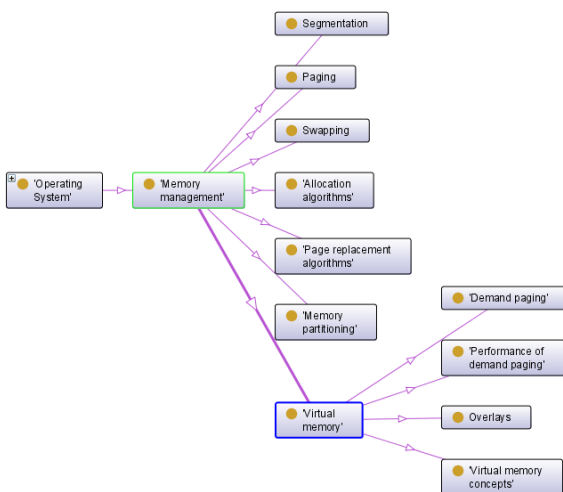 Segmentation
Paging
Swapping
'Operating
System'
'Memory
management'
'Allocation
algorithms'
'Page replacement
algorithms'
'Memory
partitioning'
'Demand paging'
'Performance of
demand paging'
'Virtual
memory'
Overlays
'Virtual memory
concepts'